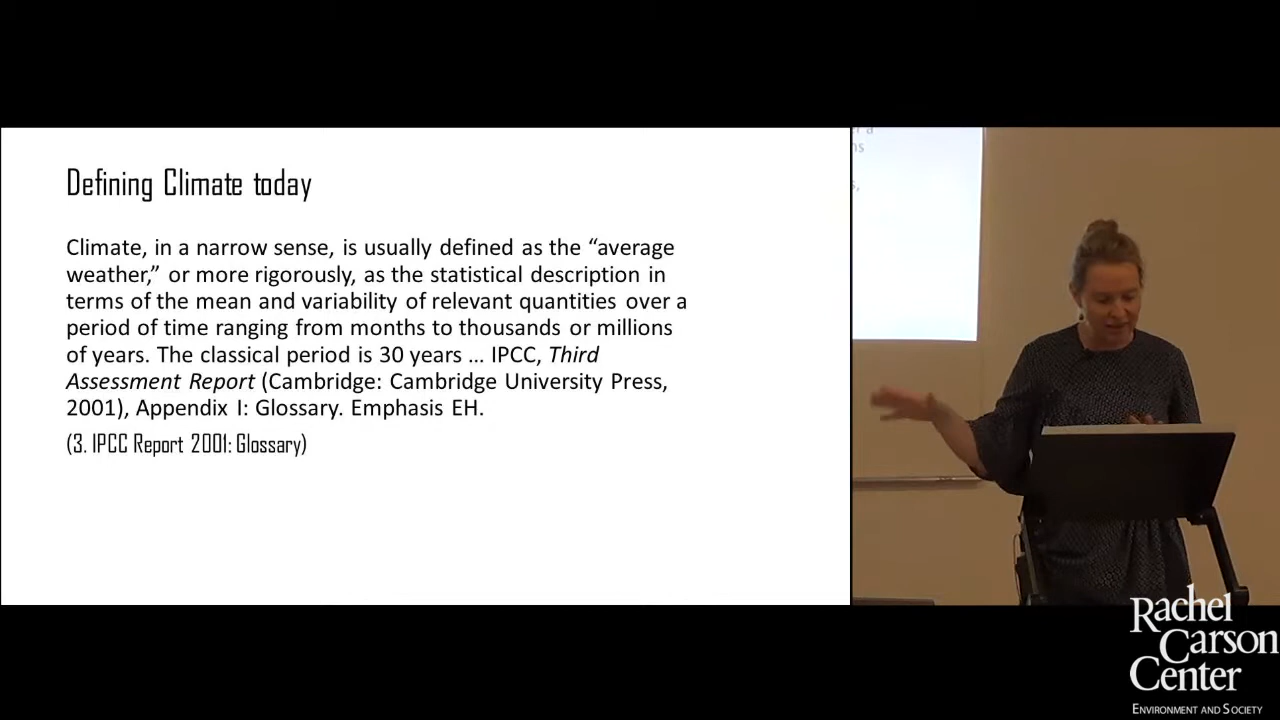 Defining Climate today
Climate, in a narrow sense, is usually defined as the “average
weather,” or more rigorously, as the statistical description in
terms of the mean and variability of relevant quantities over a
period of time ranging from months to thousands or millions
of years. The classical period is 30 years … IPCC, Third
Assessment Report (Cambridge: Cambridge University Press,
2001), Appendix I: Glossary. Emphasis EH.
(3. IPCC Report 2001: Glossary)
Rachel
Carson
Center
ENVIRONMENT AND SOCIETY